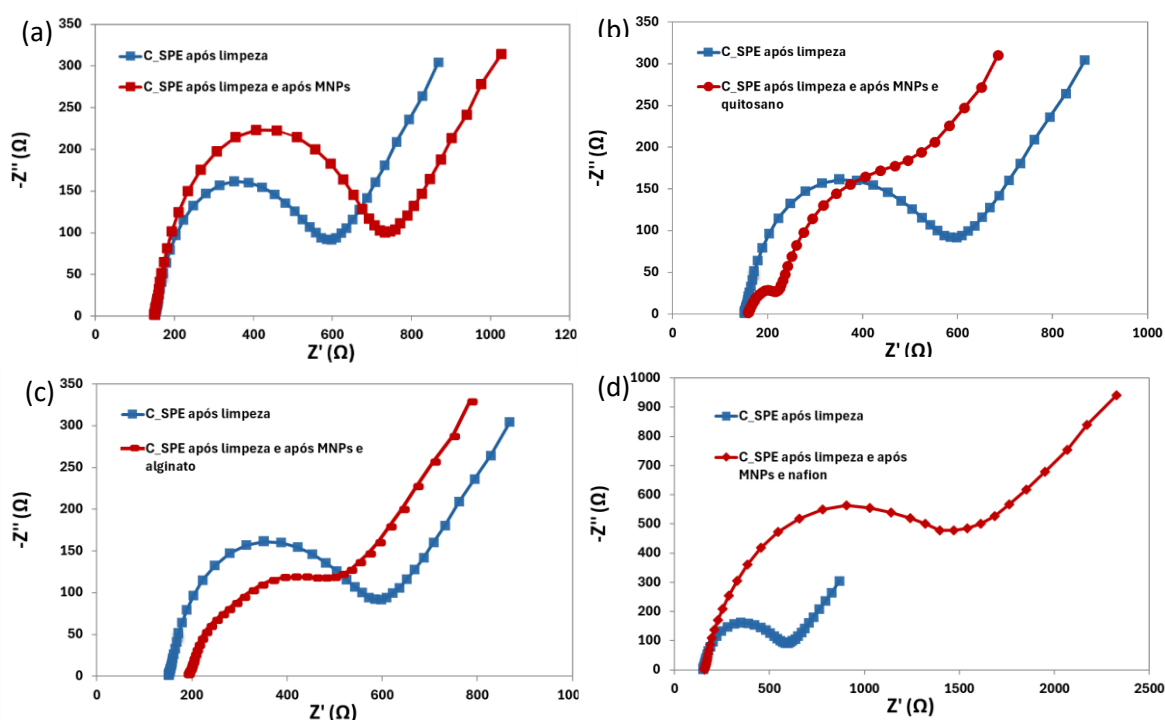 (a)
350
300
250
200
150
100
50
0
-Z'' (Ω)
C_SPE após limpeza
C_SPE após limpeza e após MNPs
0
200
400
600
800
1000
120
Z' (Ω)
(b)
350
300
250
200
150
100
50
0
-Z'' (Ω)
C_SPE após limpeza
C_SPE após limpeza e após MNPs e
quitosano
0
200
400
600
800
1000
Z' (Ω)
(c)
350
300
250
200
150
100
50
0
-Z'' (Ω)
C_SPE após limpeza
C_SPE após limpeza e após MNPs e
alginato
0
200
400
600
800
100
Z' (Ω)
(d)
1000
900
800
700
600
500
400
300
200
100
0
-Z'' (Ω)
C_SPE após limpeza
C_SPE após limpeza e após
MNPs e nafion
0
500
1000
1500
2000
2500
Z' (Ω)